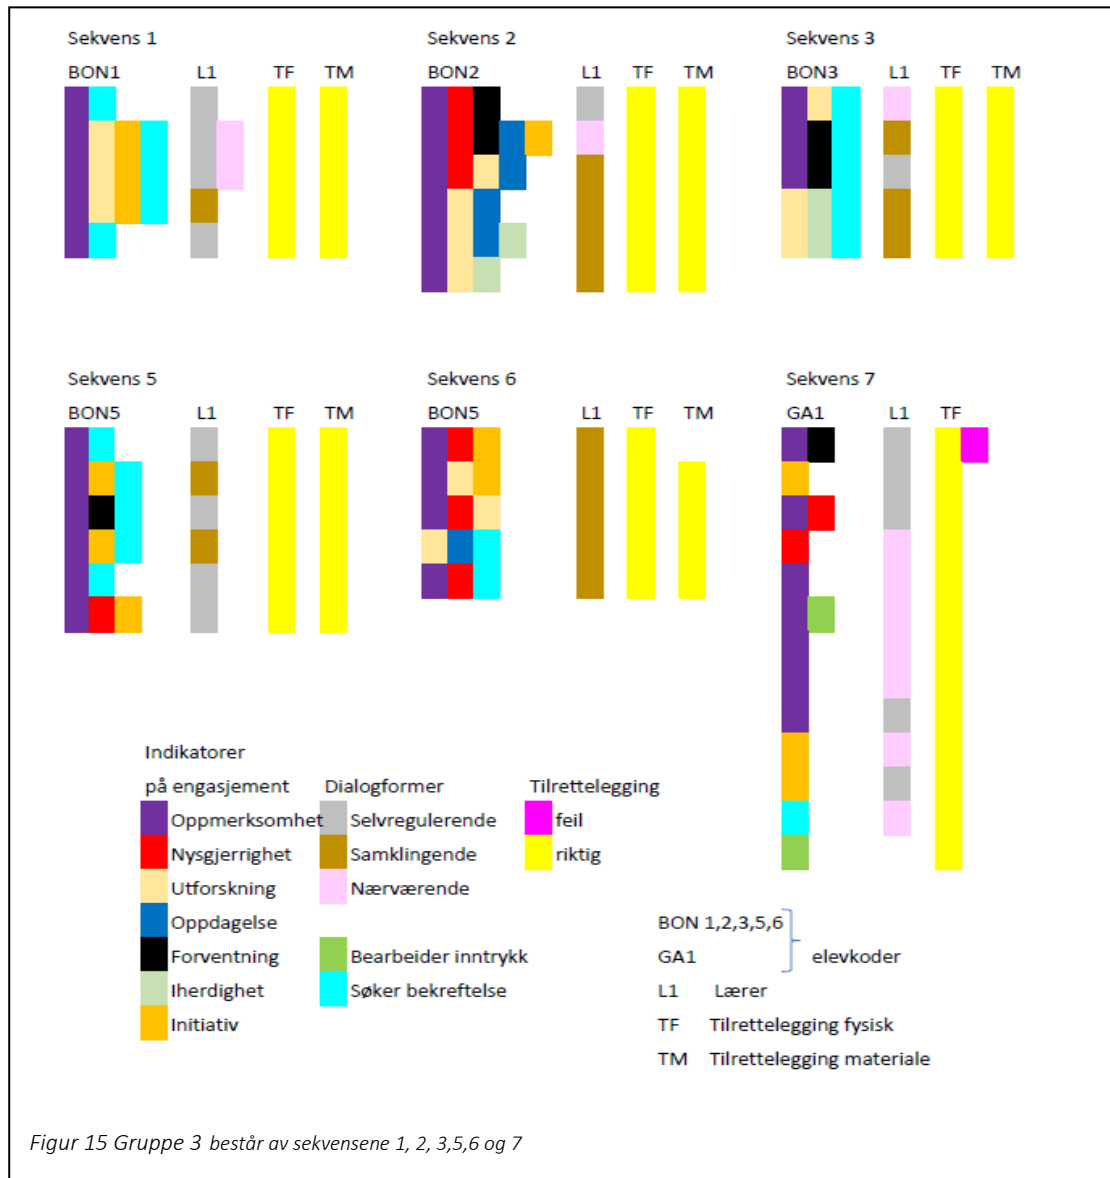 Sekvens 1 Sekvens 2 Sekvens 3
BON1 L1 TF TM BON2 L1 TF TM BON3 L1 TF TM
Sekvens 5 Sekvens 6 Sekvens 7
BON5 L1 TF TM BON5 L1 TF TM GA1 L1 TF
Indikatorer
på engasjement Dialogformer Tilrettelegging
Oppmerksomhet Selvregulerende feil
Nysgjerrighet Samklingende riktig
Utforskning Nærværende
Oppdagelse BON 1,2,3,5,6
Forventning Bearbeider inntrykk GA1 elevkoder
Iherdighet Søker bekreftelse L1 Lærer
Initiativ TF Tilrettelegging fysisk
TM Tilrettelegging materiale
Figur 15 Gruppe 3 består av sekvensene 1, 2, 3,5,6 og 7